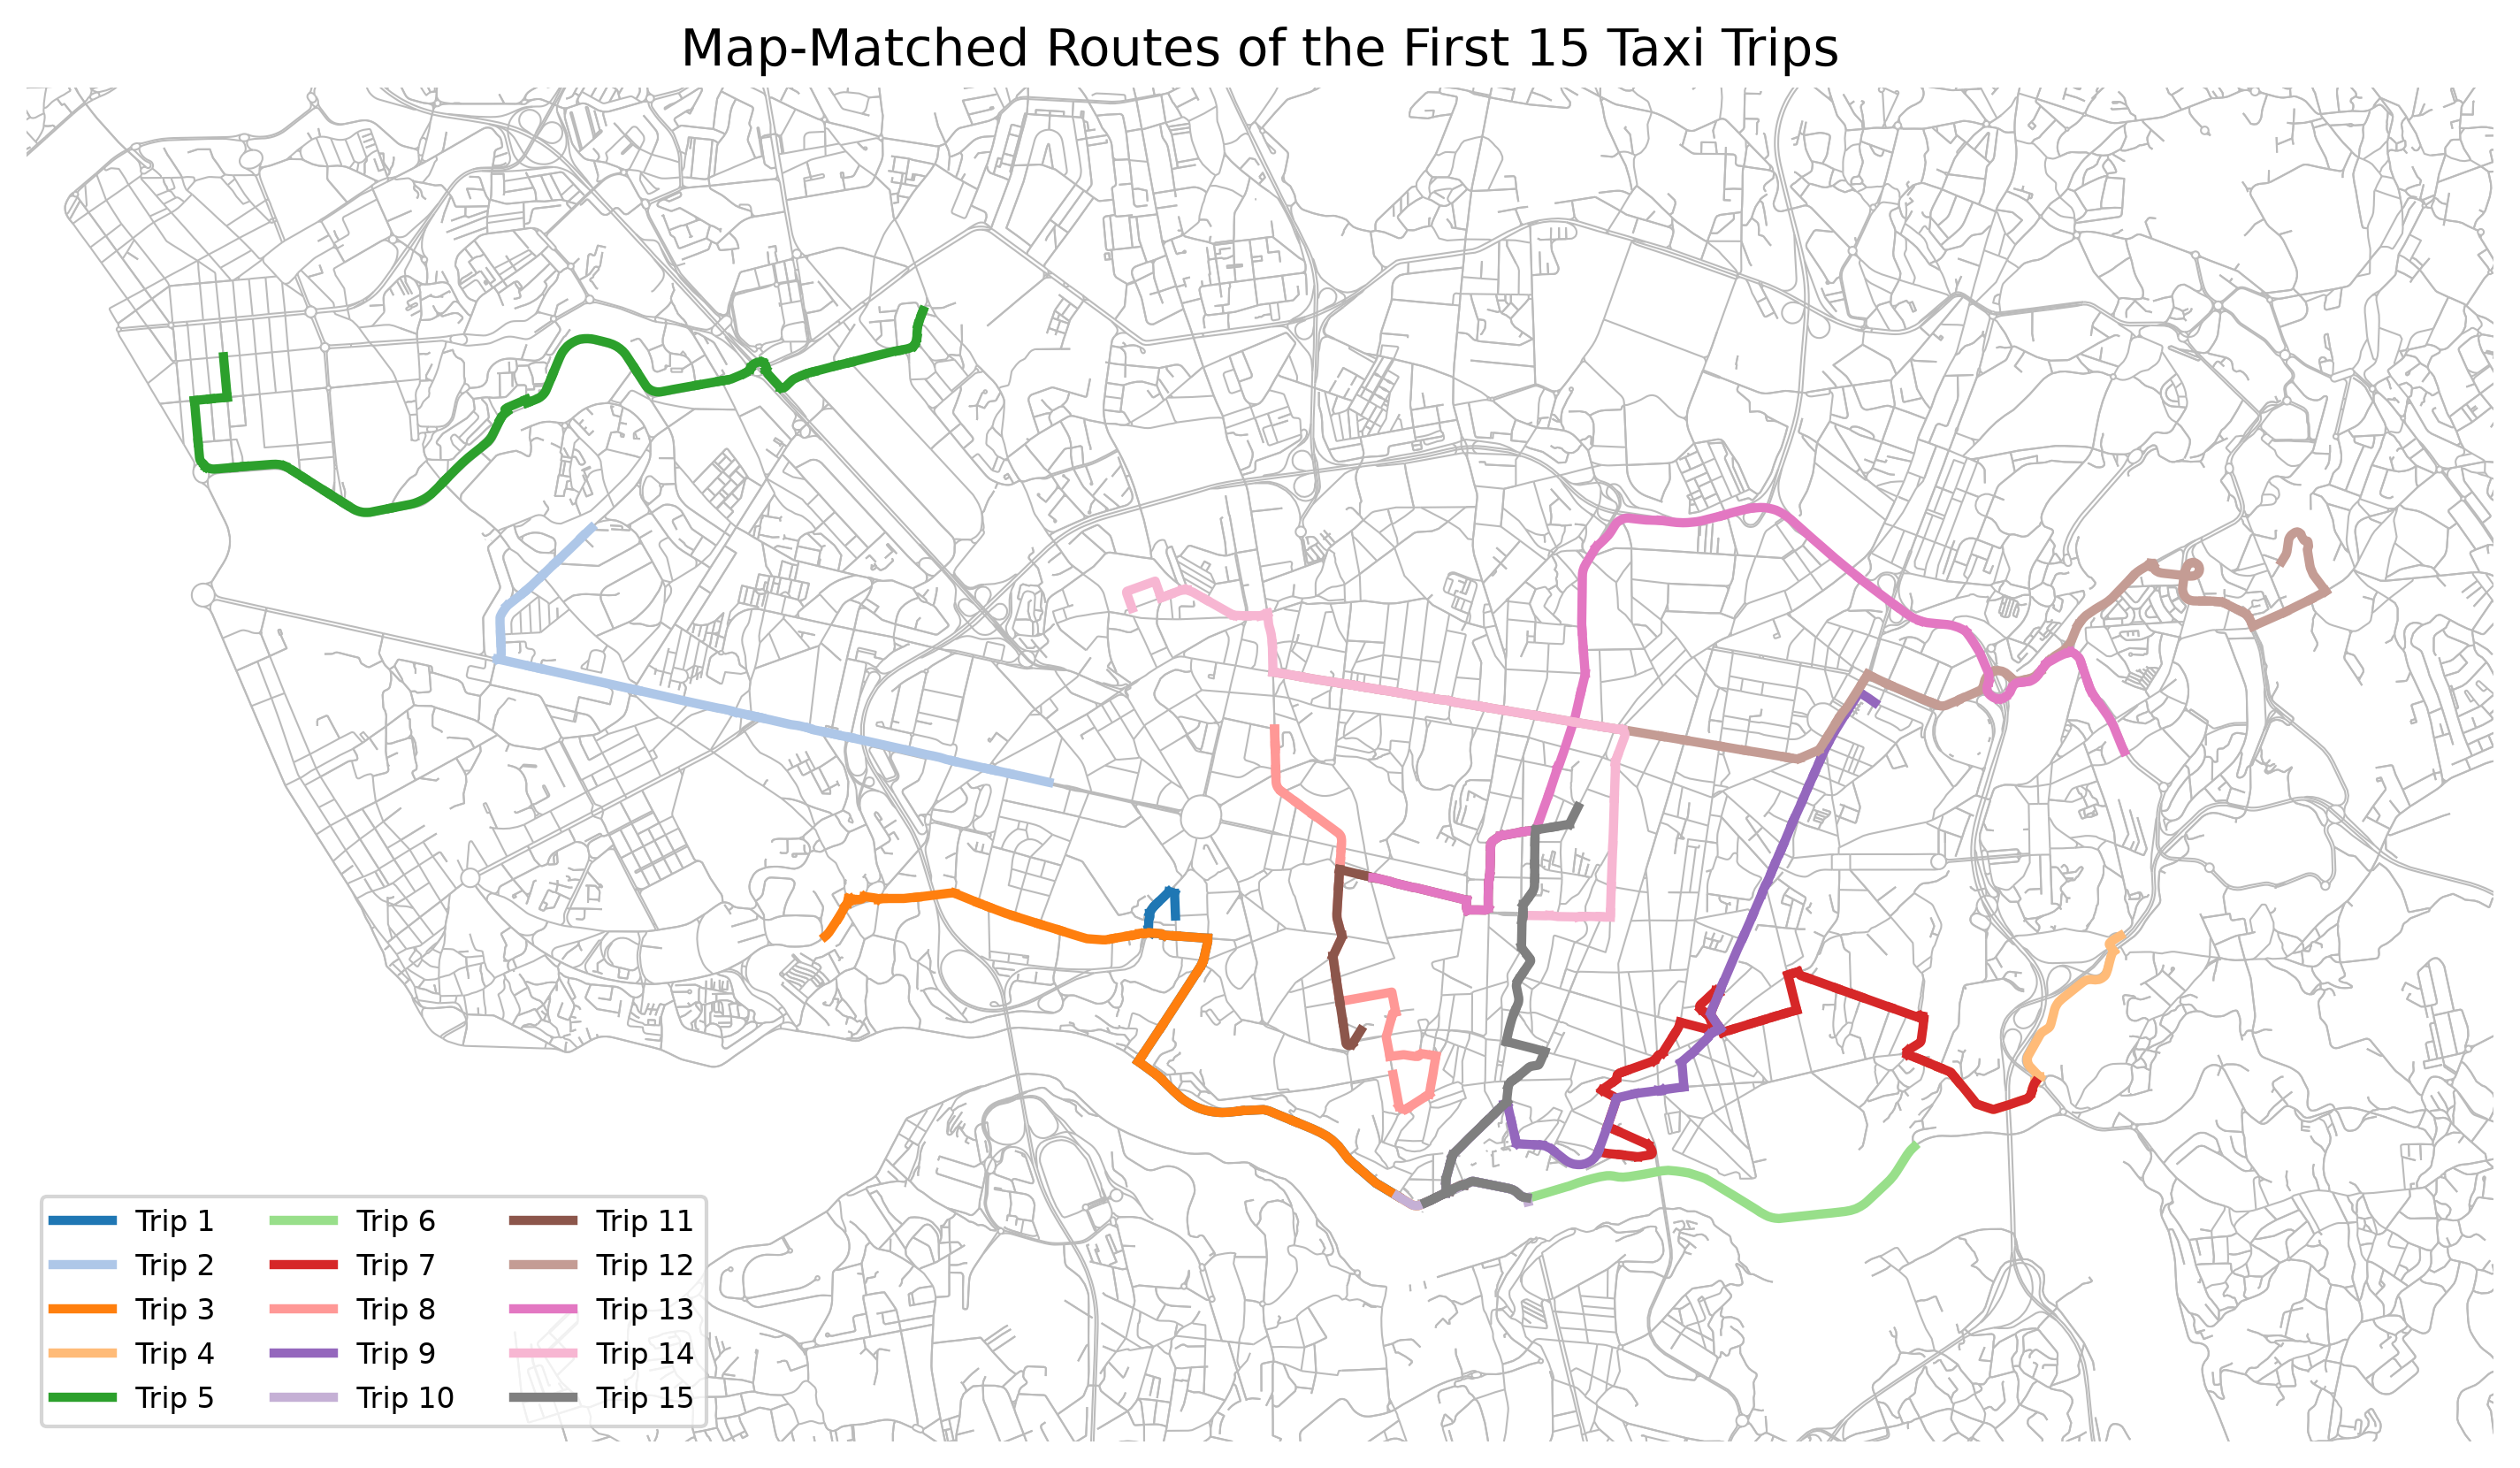 Map-Matched Routes of the First 15 Taxi Trips
Trip 1
Trip 2
Trip 3
Trip 4
Trip 5
Trip 6
Trip 7
Trip 8
Trip 9
Trip 10
Trip 11
Trip 12
Trip 13
Trip 14
Trip 15